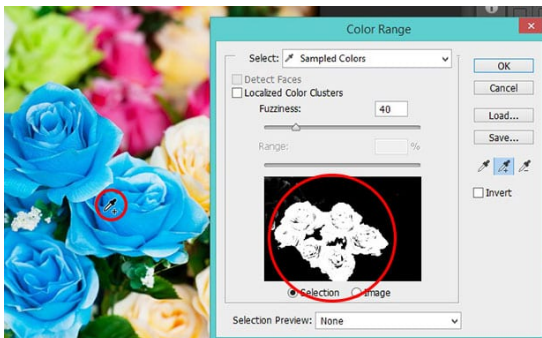 Color Range
Select: Sampled Colors
Detect Faces
Localized Color Clusters
Fuzziness: 40
Range: %
Selection Image
Selection Preview: None
OK
Cancel
Load...
Save...
Invert